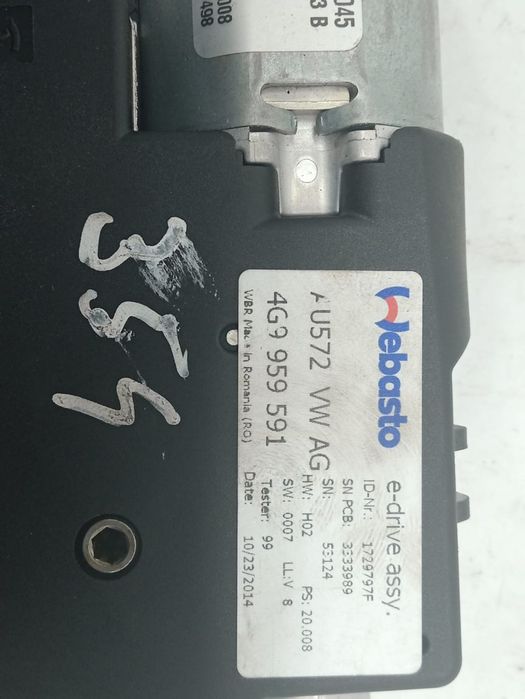 045
3 B
008
498
Webasto e-drive assy.
ID-Nr.: 1729797F
SN PCB: 3333989
SN: 53124
AU572 VW AG HW: H02 PS: 20.008
SW: 0007 LL:V 8
4G9 959 591 Tester: 99
WBR Made in Romania (RO) Date: 10/23/2014